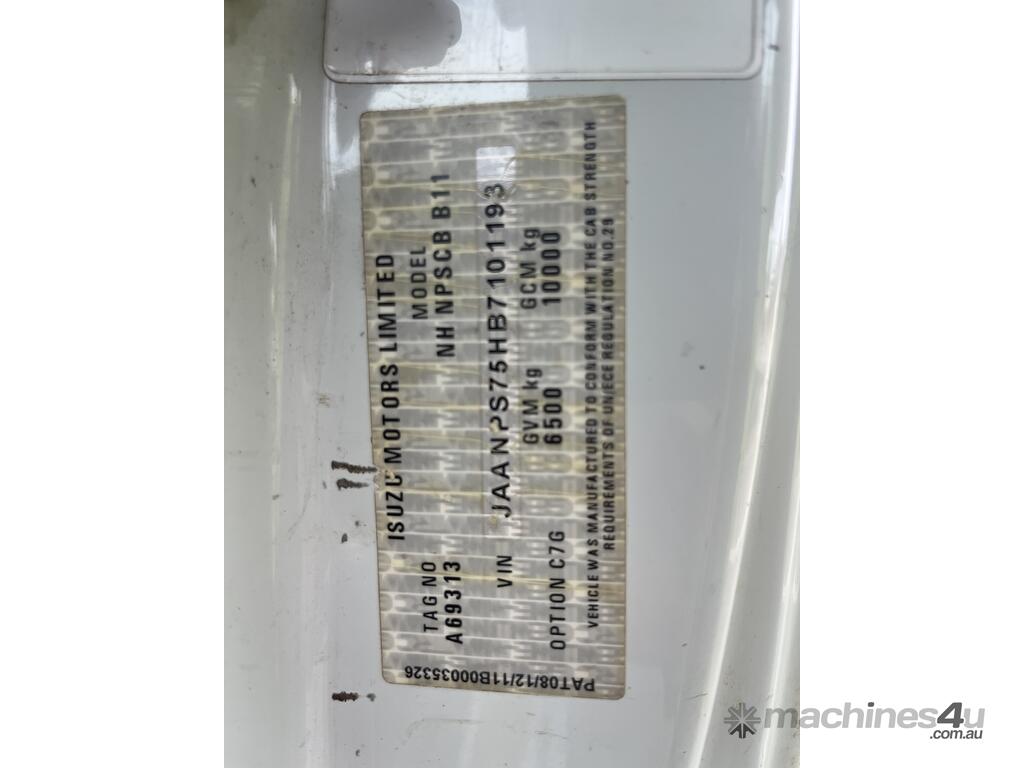 ISUZU MOTORS LIMITED
TAG NO MODEL
A69313 NH NPSCB B11
VIN JAANPS75HB7101193
GVM kg GCM kg
OPTION C7G 6500 10000
VEHICLE WAS MANUFACTURED TO CONFORM WITH THE CAB STRENGTH
REQUIREMENTS OF UN/ECE REGULATION NO.29
PAT08/12/11B00035326
machines4u
.com.au